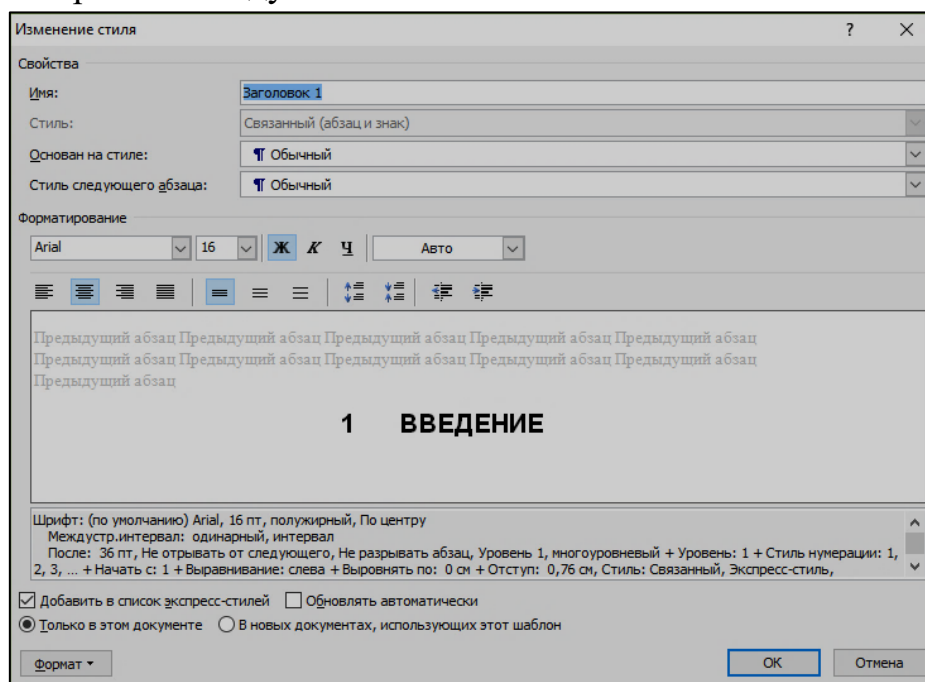 Изменение стиля ? ×
Свойства
Имя: Заголовок 1
Стиль: Связанный (абзац и знак)
Основан на стиле: ¶ Обычный
Стиль следующего абзаца: ¶ Обычный
Форматирование
Arial 16 Ж К Ч Авто
Предыдущий абзац Предыдущий абзац Предыдущий абзац Предыдущий абзац Предыдущий абзац
Предыдущий абзац Предыдущий абзац Предыдущий абзац Предыдущий абзац Предыдущий абзац
Предыдущий абзац
1 ВВЕДЕНИЕ
Шрифт: (по умолчанию) Arial, 16 пт, полужирный, По центру
Междустр.интервал: одинарный, интервал
После: 36 пт, Не отрывать от следующего, Не разрывать абзац, Уровень 1, многоуровневый + Уровень: 1 + Стиль нумерации: 1,
2, 3, ... + Начать с: 1 + Выравнивание: слева + Выровнять по: 0 см + Отступ: 0,76 см, Стиль: Связанный, Экспресс-стиль,
Добавить в список экспресс-стилей Обновлять автоматически
Только в этом документе В новых документах, использующих этот шаблон
Формат ОК Отмена